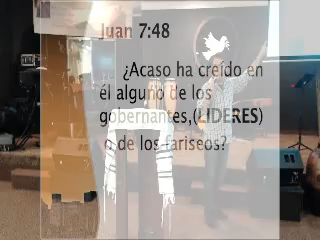 Juan 7:48
¿Acaso ha creído en
él alguno de los
gobernantes,(LIDERES)
o de los fariseos?